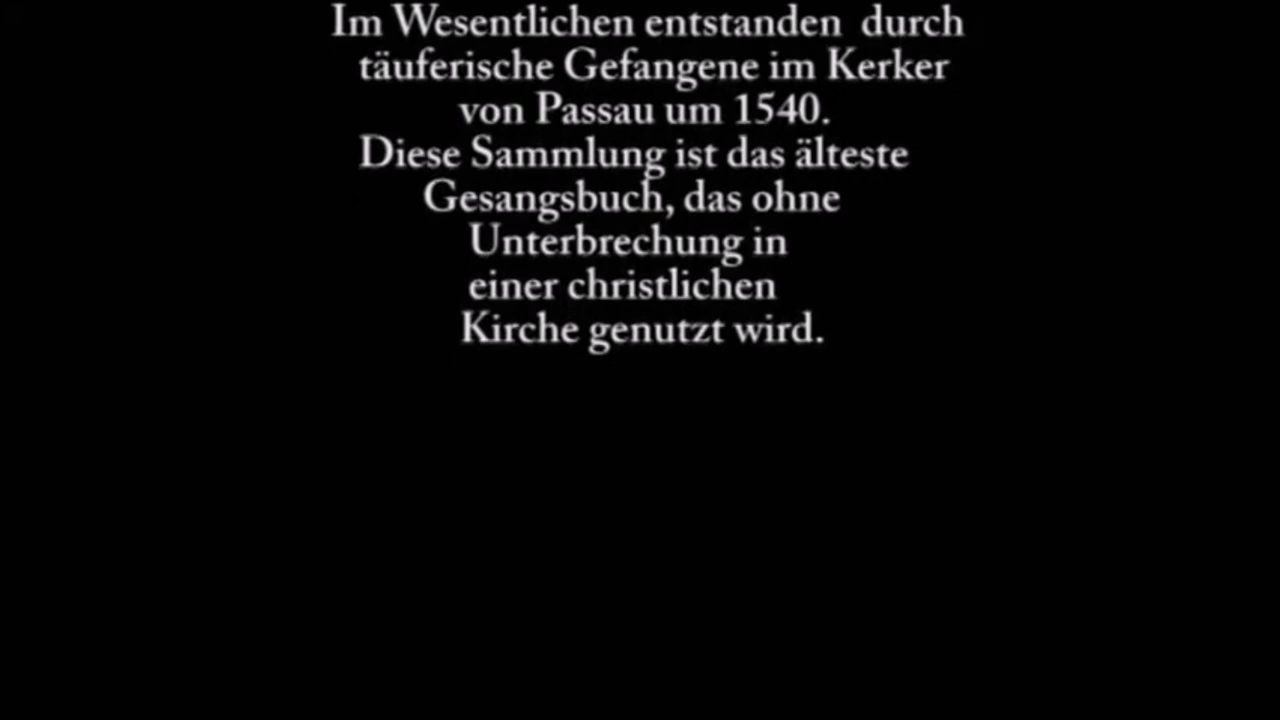 Im Wesentlichen entstanden durch
täuferische Gefangene im Kerker
von Passau um 1540.
Diese Sammlung ist das älteste
Gesangsbuch, das ohne
Unterbrechung in
einer christlichen
Kirche genutzt wird.